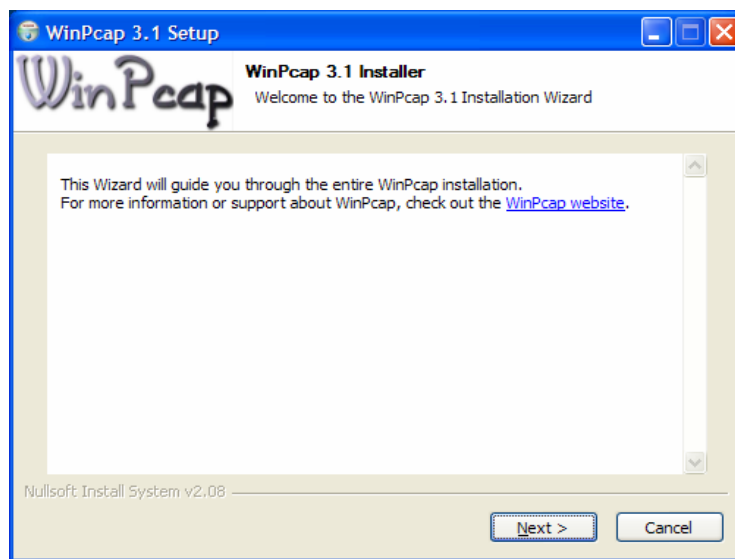 WinPcap 3.1 Setup
WinPcap
WinPcap 3.1 Installer
Welcome to the WinPcap 3.1 Installation Wizard
This Wizard will guide you through the entire WinPcap installation.
For more information or support about WinPcap, check out the WinPcap website.
Nullsoft Install System v2.08
Next >
Cancel